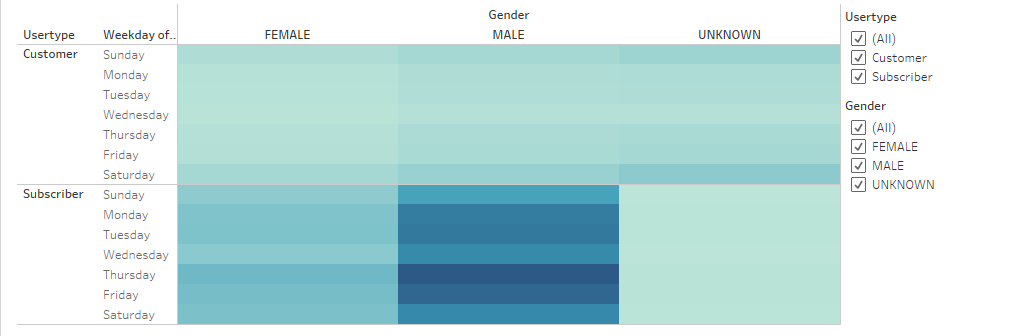 Gender
Usertype Weekday of.. FEMALE MALE UNKNOWN
Customer Sunday
Monday
Tuesday
Wednesday
Thursday
Friday
Saturday
Subscriber Sunday
Monday
Tuesday
Wednesday
Thursday
Friday
Saturday
Usertype
(All)
Customer
Subscriber
Gender
(All)
FEMALE
MALE
UNKNOWN